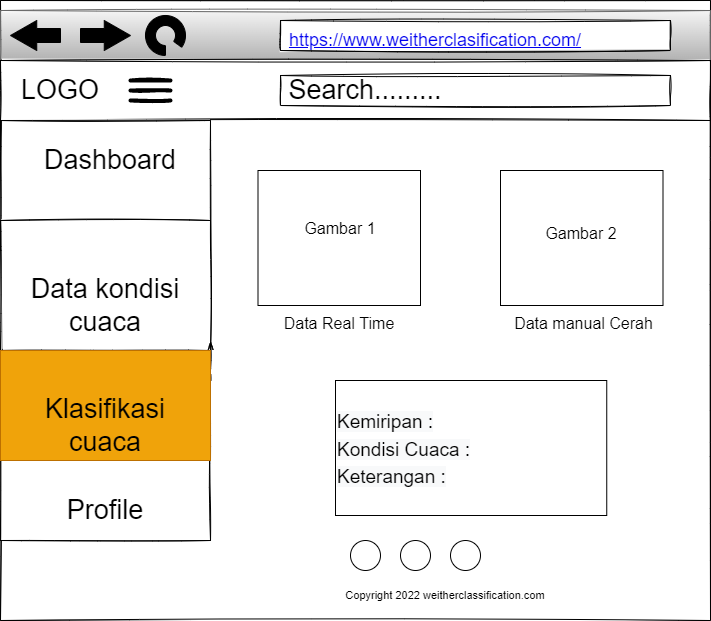 https://www.weitherclasification.com/
LOGO
Search.........
Dashboard
Data kondisi
cuaca
Klasifikasi
cuaca
Profile
Gambar 1
Gambar 2
Data Real Time
Data manual Cerah
Kemiripan :
Kondisi Cuaca :
Keterangan :
Copyright 2022 weitherclassification.com